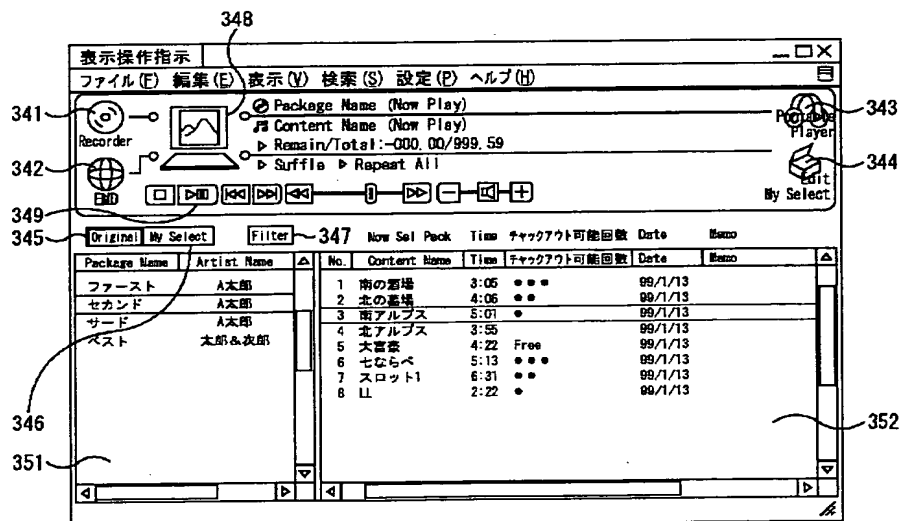 348
表示操作指示
ファイル(F) 編集(E) 表示(V) 検索(S) 設定(P) ヘルプ(H)
341
Recorder
Package Name (Now Play)
Content Name (Now Play)
Remain/Total:-000.00/999.59
Suffle Repeat All
343
Portable Player
342
EMD
344
Edit
My Select
349
345
Original My Select Filter
347
Now Sel Pack Time チャックアウト可能回数 Date Memo
Package Name Artist Name
No. Content Name Time チャックアウト可能回数 Date Memo
ファースト A太郎
セカンド A太郎
サード A太郎
ベスト 太郎&次郎
1 南の酒場 3:05 ●●● 99/1/13
2 北の墓場 4:06 ●● 99/1/13
3 南アルプス 5:01 ● 99/1/13
4 北アルプス 3:55 99/1/13
5 大富豪 4:22 Free 99/1/13
6 七ならべ 5:13 ●●● 99/1/13
7 スロット1 6:31 ●● 99/1/13
8 LL 2:22 ● 99/1/13
346
351
352